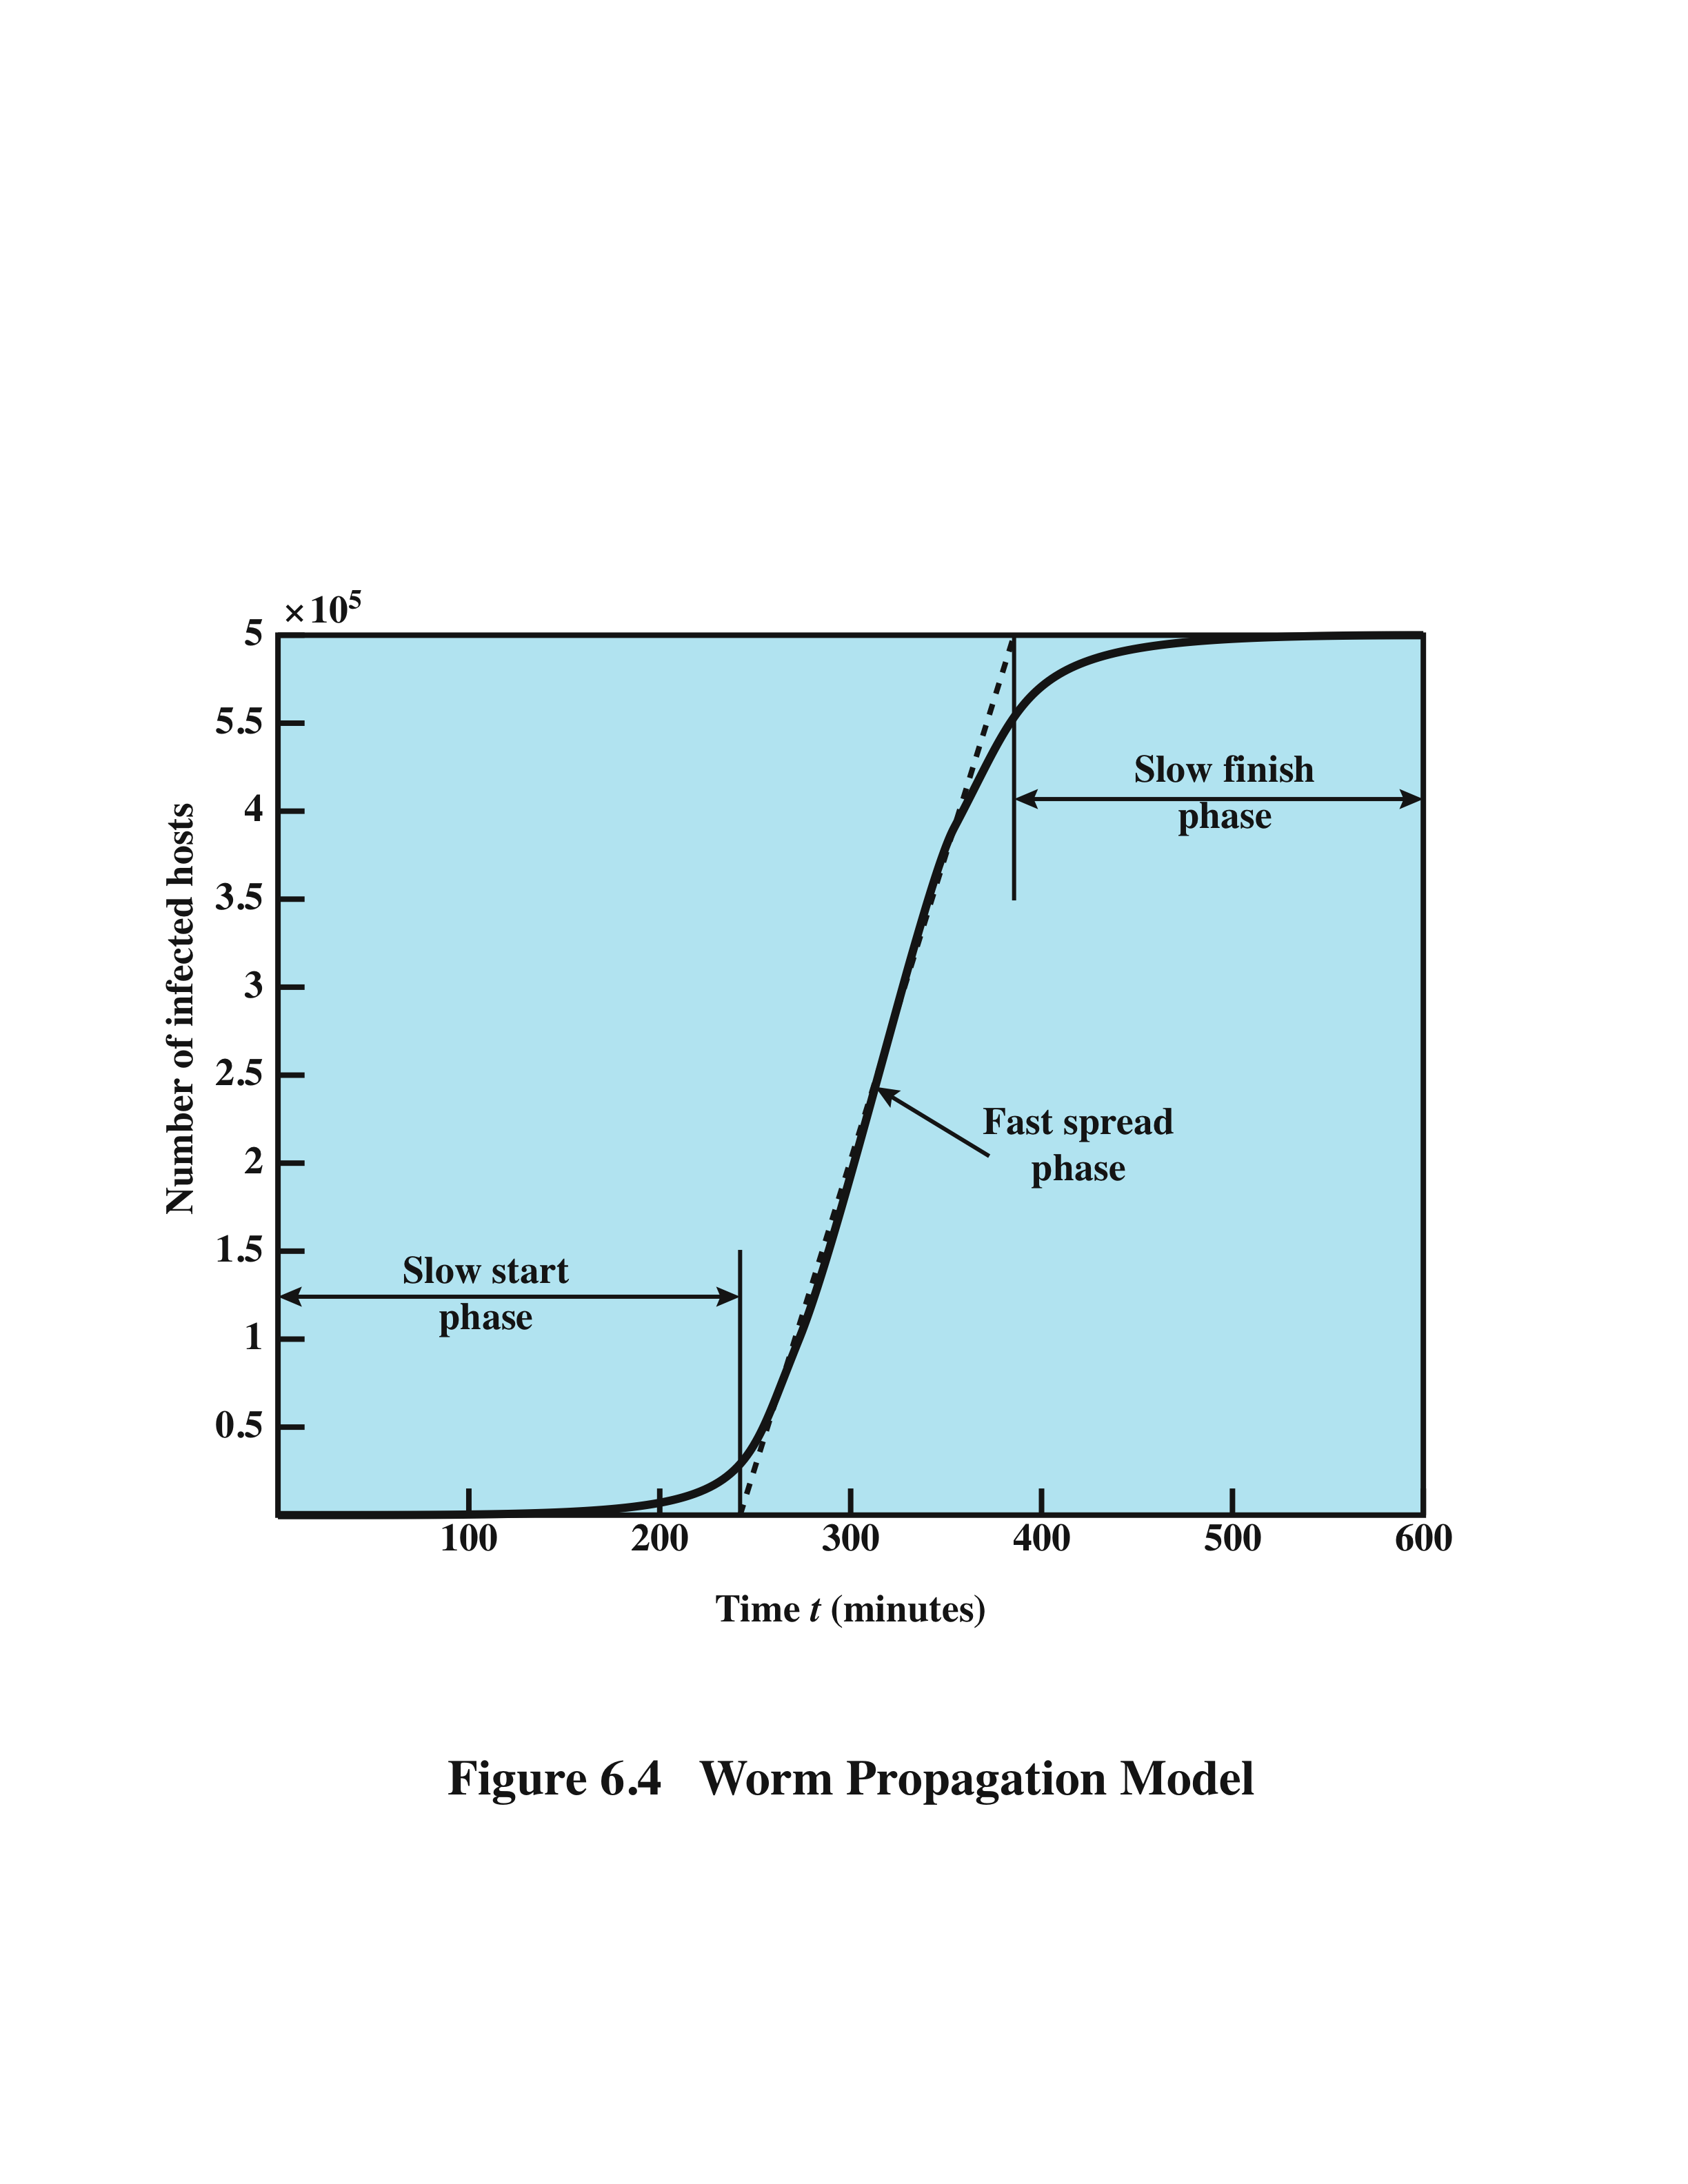 ×10⁵
5
5.5
4
3.5
3
2.5
2
1.5
1
0.5
Number of infected hosts
Slow finish
phase
Fast spread
phase
Slow start
phase
100 200 300 400 500 600
Time t (minutes)
Figure 6.4 Worm Propagation Model